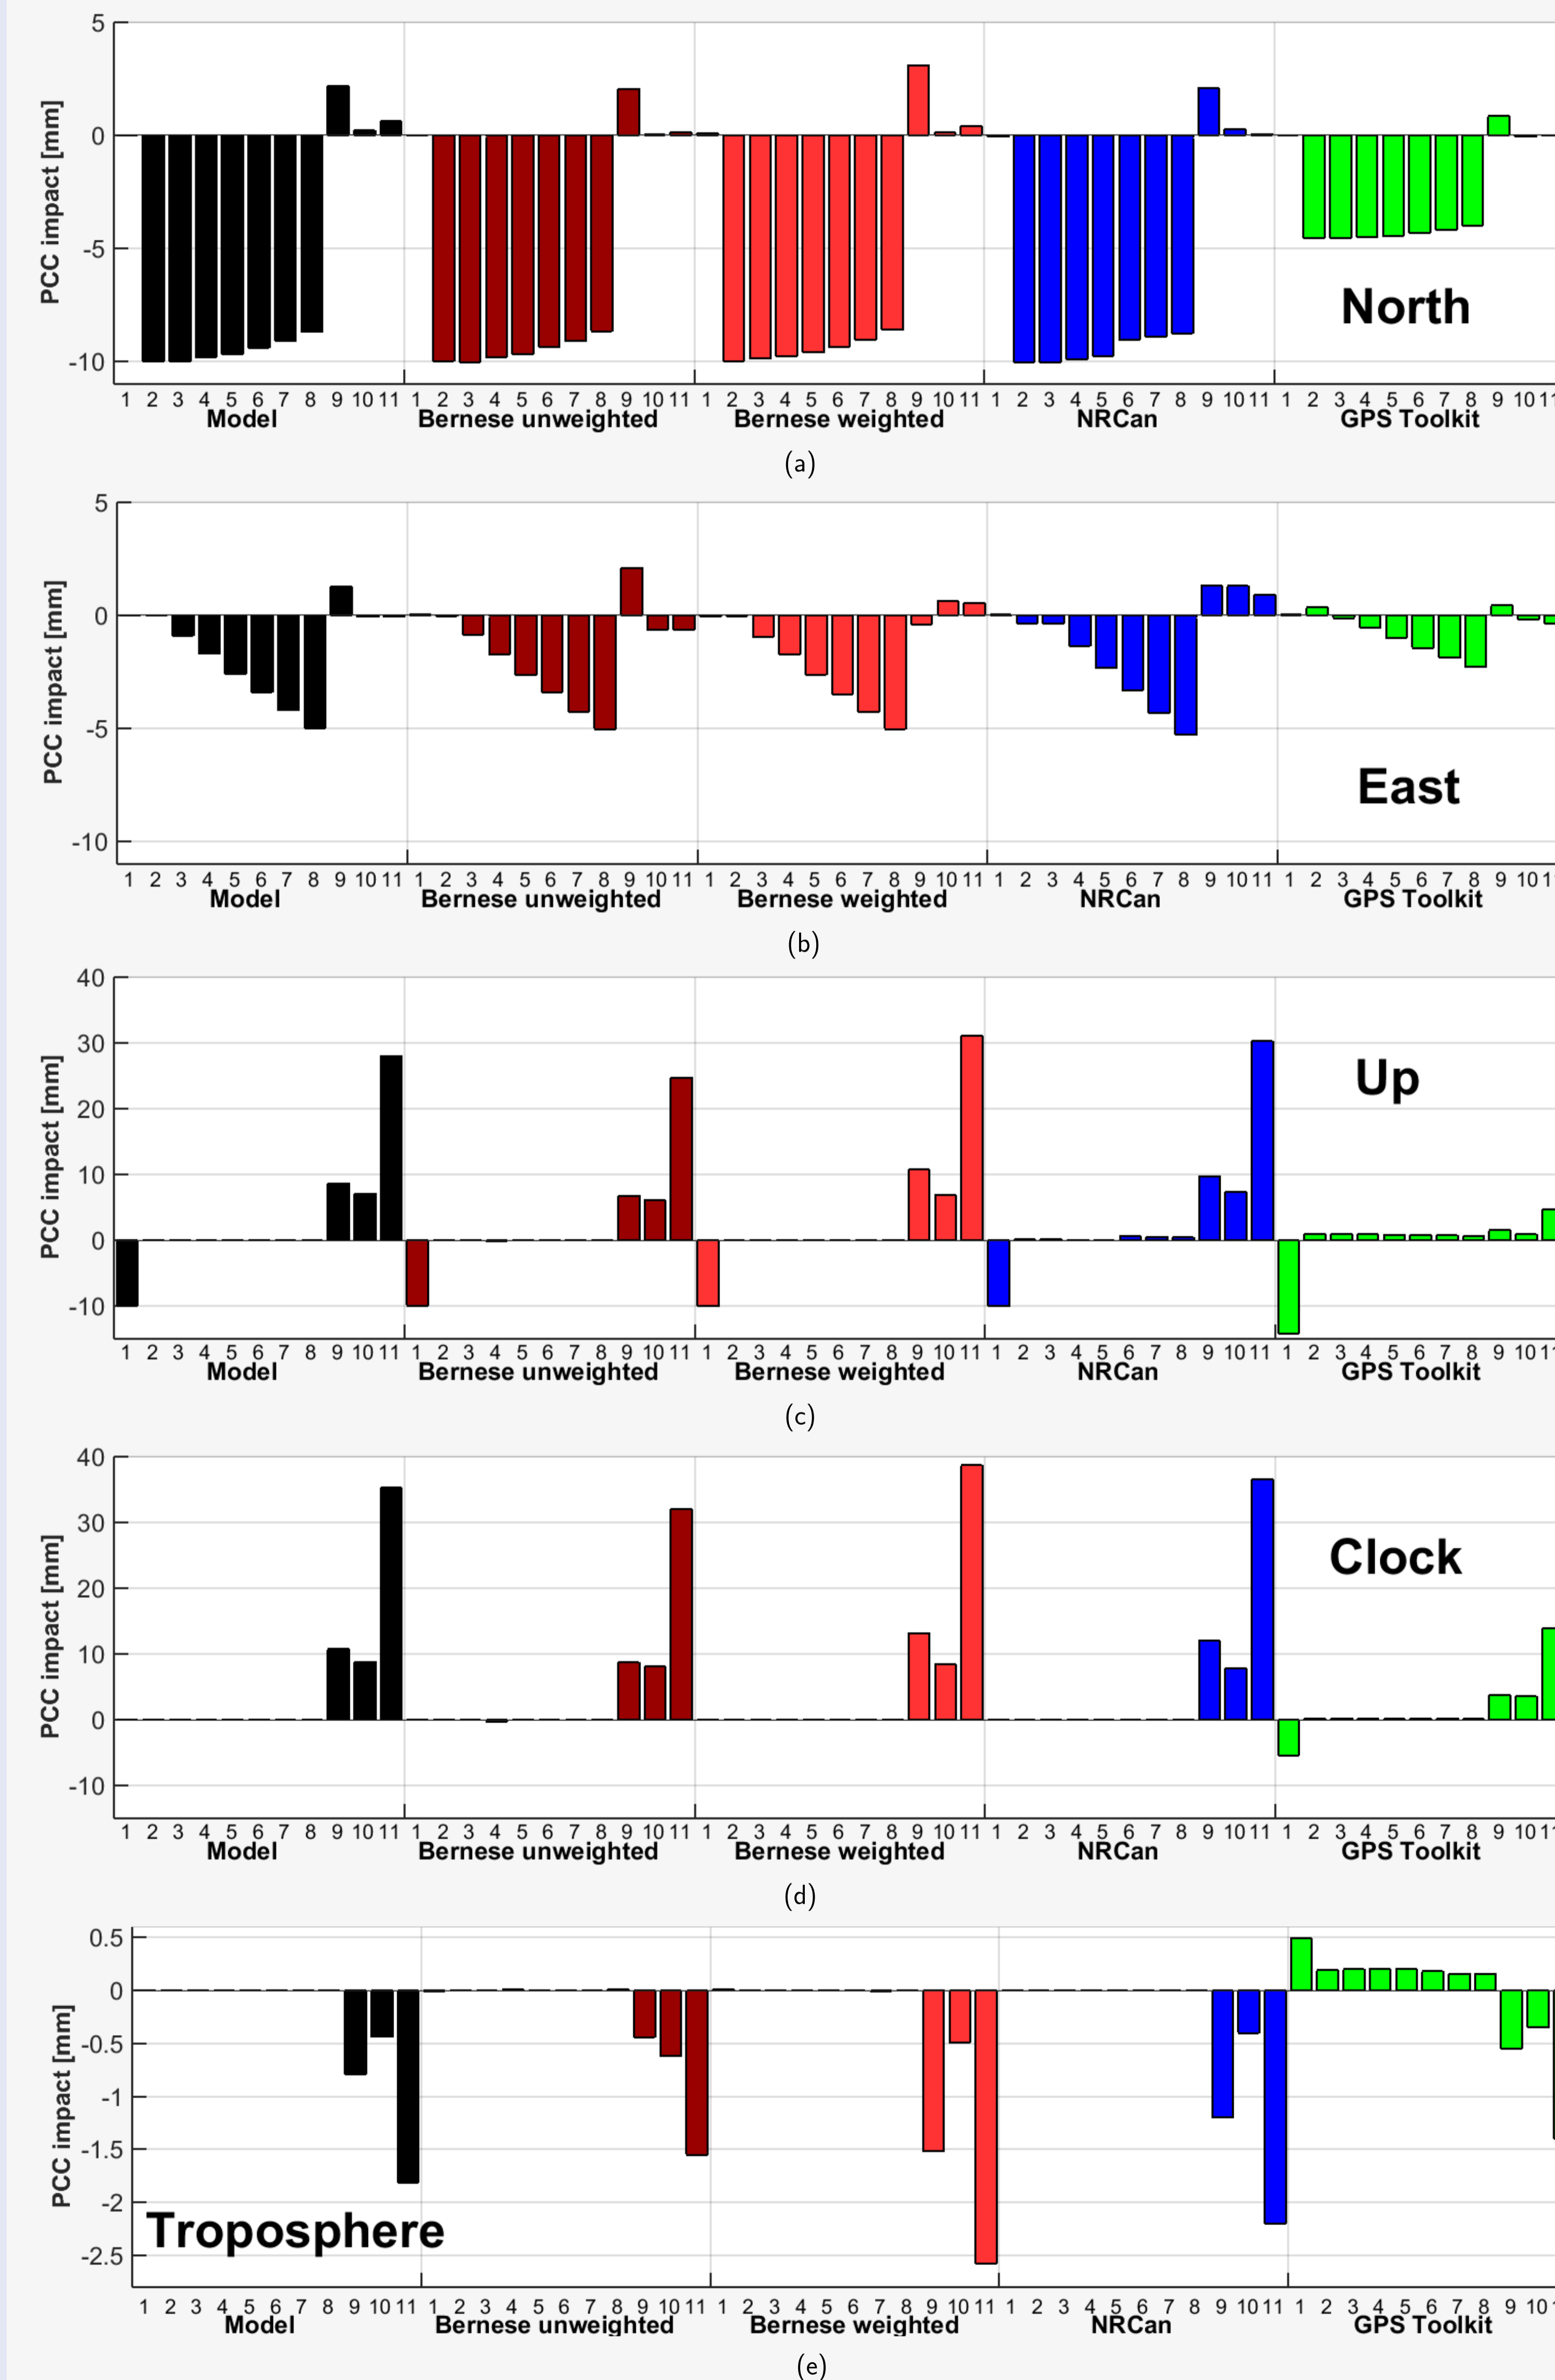 5
0
-5
-10
PCC impact [mm]
North
1 2 3 4 5 6 7 8 9 10 11 1 2 3 4 5 6 7 8 9 10 11 1 2 3 4 5 6 7 8 9 10 11 1 2 3 4 5 6 7 8 9 10 11 1 2 3 4 5 6 7 8 9 10
Model Bernese unweighted Bernese weighted NRCan GPS Toolkit
(a)
5
0
-5
-10
PCC impact [mm]
East
1 2 3 4 5 6 7 8 9 10 11 1 2 3 4 5 6 7 8 9 10 11 1 2 3 4 5 6 7 8 9 10 11 1 2 3 4 5 6 7 8 9 10 11 1 2 3 4 5 6 7 8 9 10
Model Bernese unweighted Bernese weighted NRCan GPS Toolkit
(b)
40
30
20
10
0
-10
PCC impact [mm]
Up
1 2 3 4 5 6 7 8 9 10 11 1 2 3 4 5 6 7 8 9 10 11 1 2 3 4 5 6 7 8 9 10 11 1 2 3 4 5 6 7 8 9 10 11 1 2 3 4 5 6 7 8 9 10
Model Bernese unweighted Bernese weighted NRCan GPS Toolkit
(c)
40
30
20
10
0
-10
PCC impact [mm]
Clock
1 2 3 4 5 6 7 8 9 10 11 1 2 3 4 5 6 7 8 9 10 11 1 2 3 4 5 6 7 8 9 10 11 1 2 3 4 5 6 7 8 9 10 11 1 2 3 4 5 6 7 8 9 10
Model Bernese unweighted Bernese weighted NRCan GPS Toolkit
(d)
0.5
0
-0.5
-1
-1.5
-2
-2.5
PCC impact [mm]
Troposphere
1 2 3 4 5 6 7 8 9 10 11 1 2 3 4 5 6 7 8 9 10 11 1 2 3 4 5 6 7 8 9 10 11 1 2 3 4 5 6 7 8 9 10 11 1 2 3 4 5 6 7 8 9 10
Model Bernese unweighted Bernese weighted NRCan GPS Toolkit
(e)